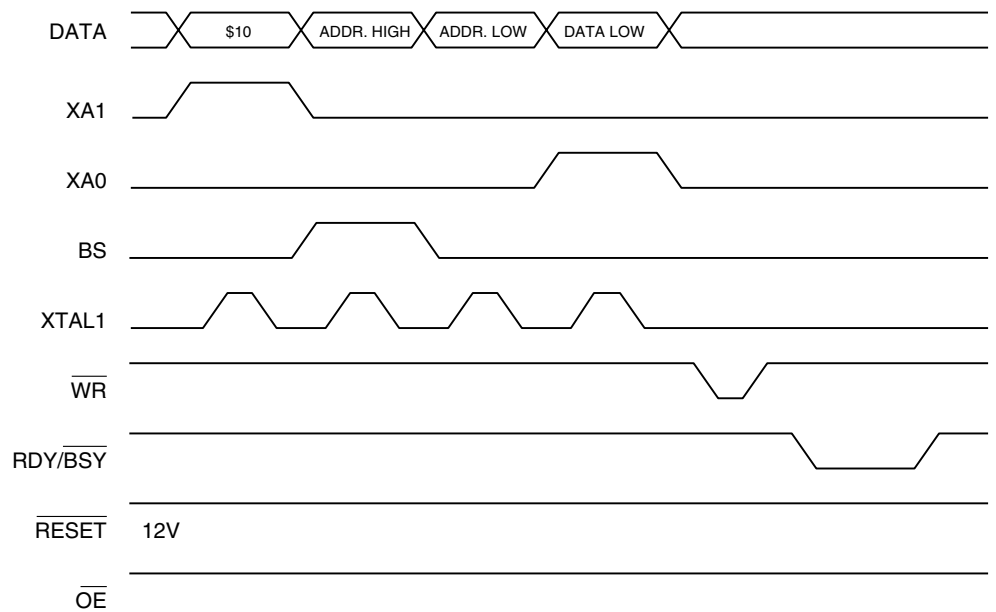 DATA $10 ADDR. HIGH ADDR. LOW DATA LOW
XA1
XA0
BS
XTAL1
WR
RDY/BSY
RESET 12V
OE